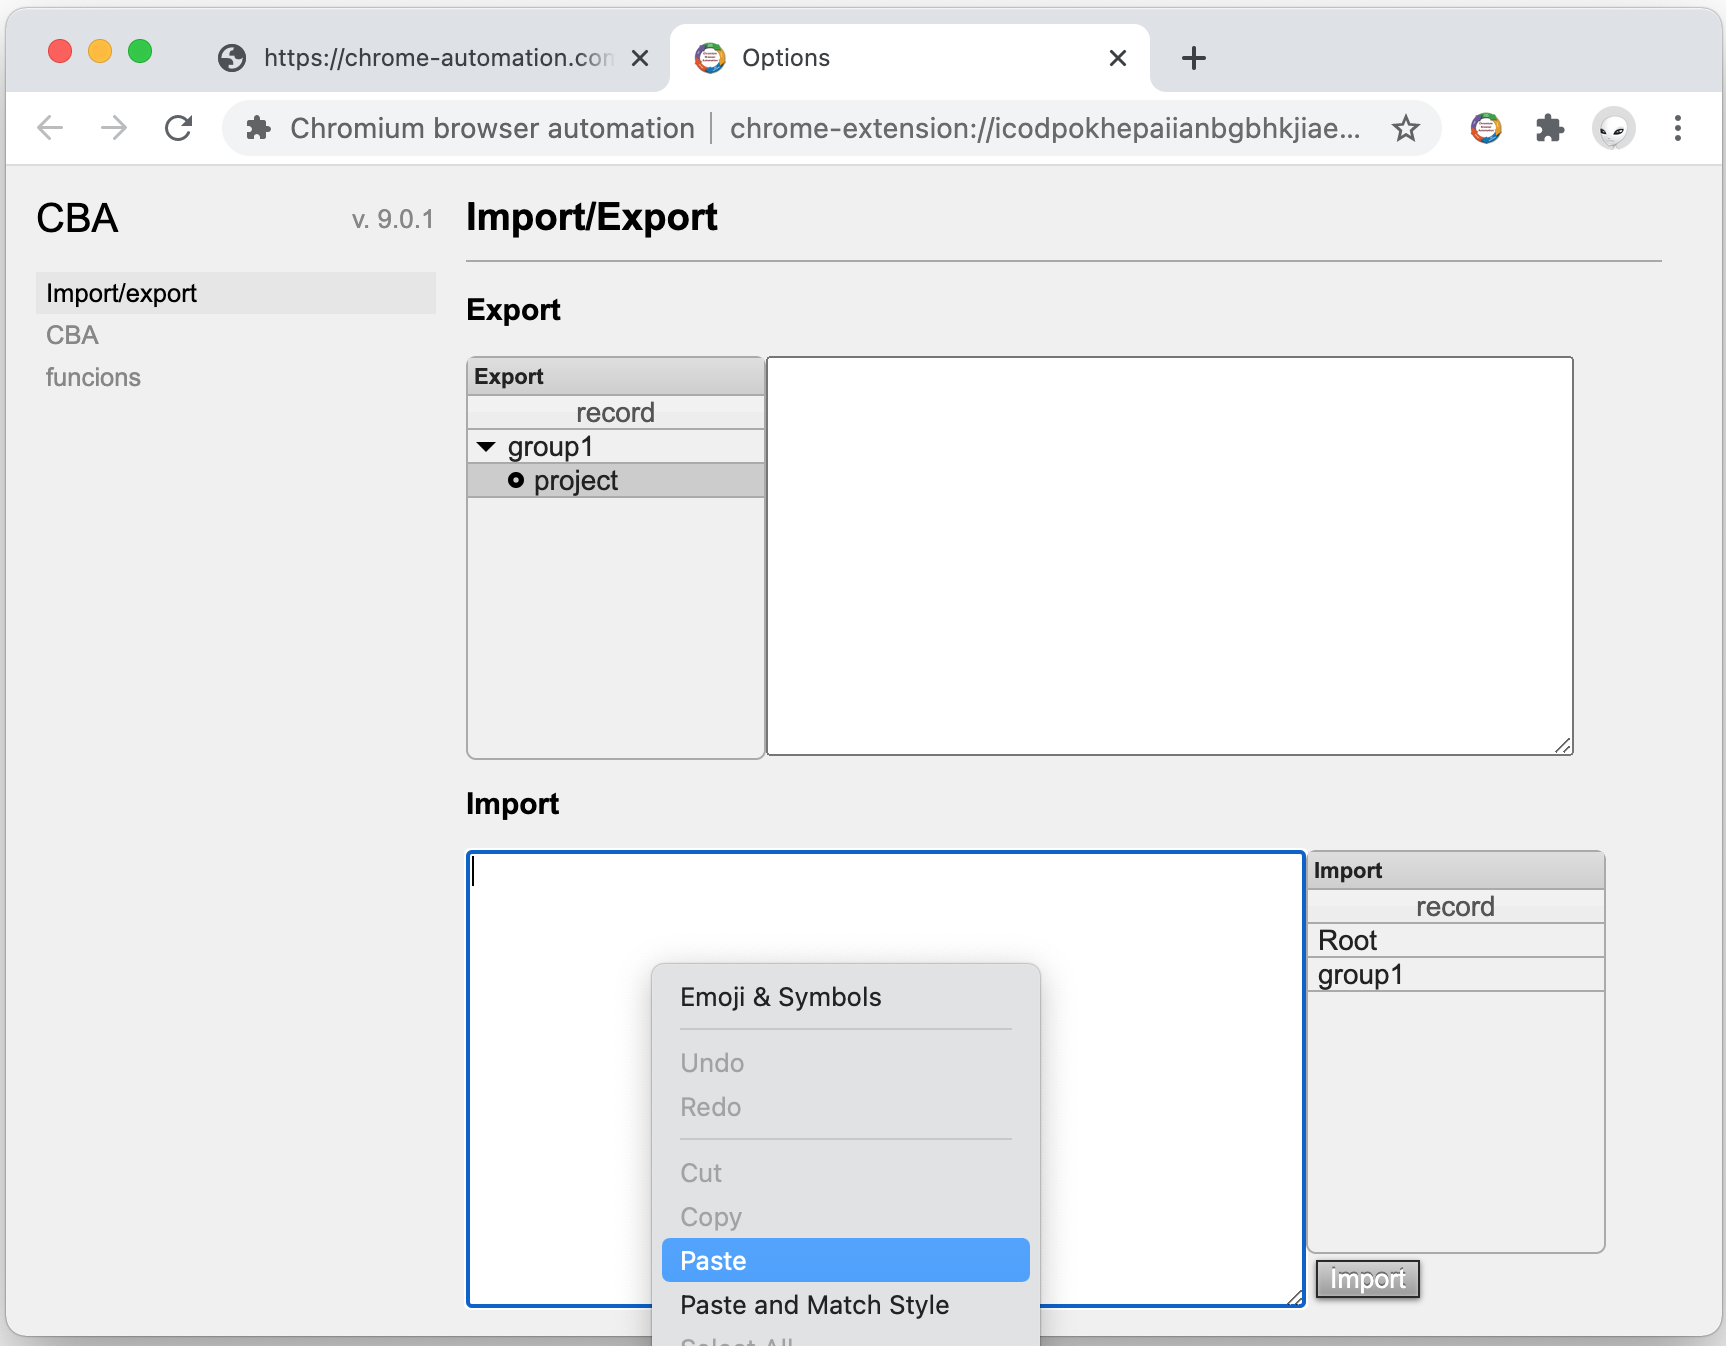 https://chrome-automation.con
Options
Chromium browser automation
chrome-extension://icodpokhepaiianbgbhkjiae...
CBA
v. 9.0.1
Import/export
CBA
funcions
Import/Export
Export
Export
record
group1
project
Import
Import
record
Root
group1
Import
Emoji & Symbols
Undo
Redo
Cut
Copy
Paste
Paste and Match Style
Select All